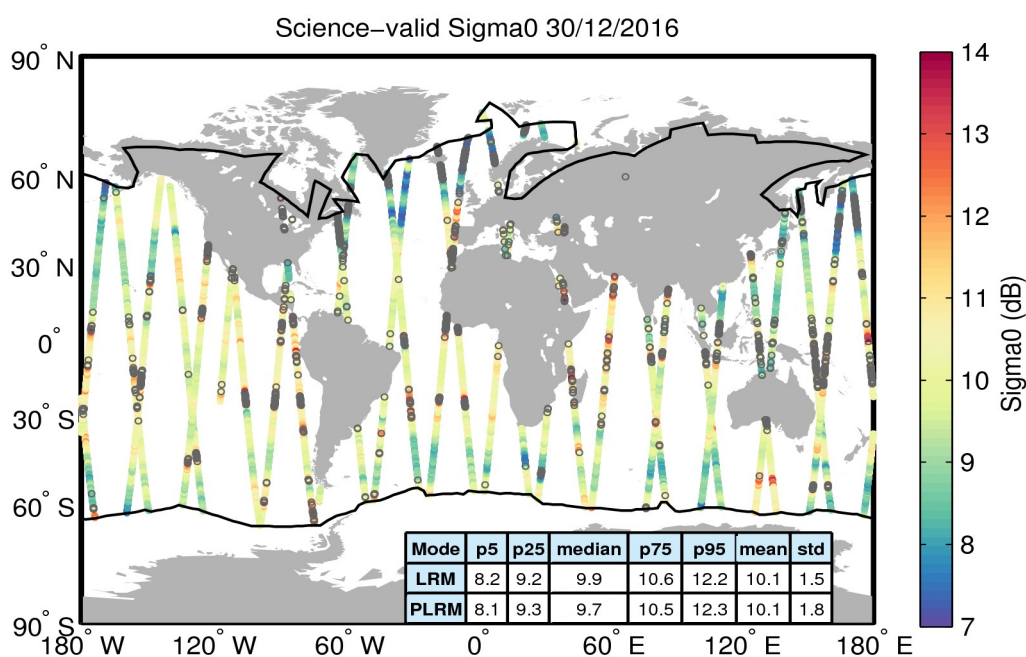 Science−valid Sigma0 30/12/2016
90° N
60° N
30° N
0°
30° S
60° S
90° S
180° W
120° W
60° W
0°
60° E
120° E
180° E
Mode p5 p25 median p75 p95 mean std
LRM 8.2 9.2 9.9 10.6 12.2 10.1 1.5
PLRM 8.1 9.3 9.7 10.5 12.3 10.1 1.8
14
13
12
11
10
9
8
7
Sigma0 (dB)